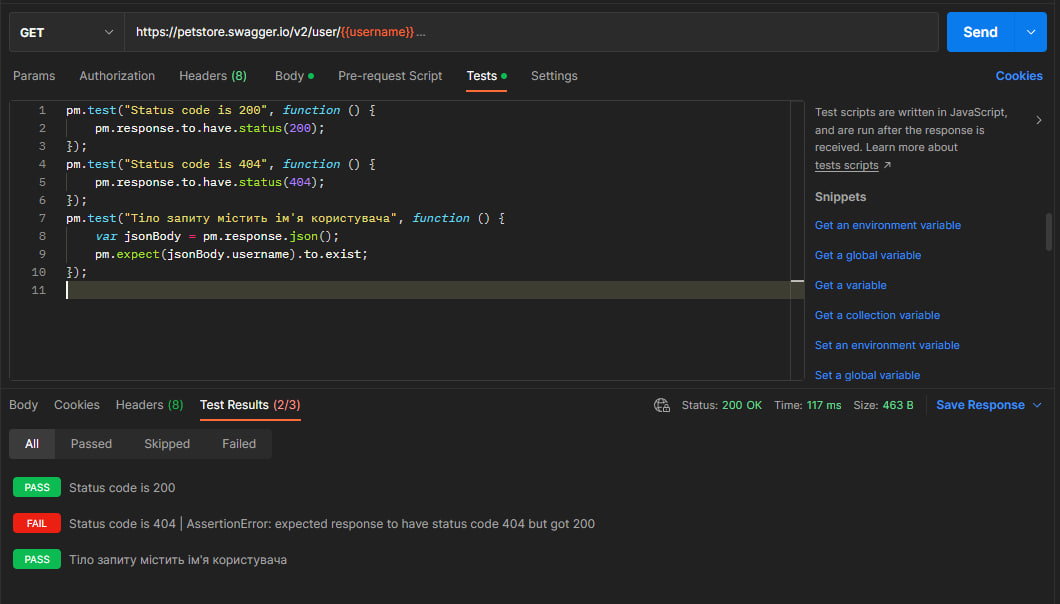 GET https://petstore.swagger.io/v2/user/{{username}} ... Send
Params Authorization Headers (8) Body Pre-request Script Tests Settings Cookies
1 pm.test("Status code is 200", function () {
2 pm.response.to.have.status(200);
3 });
4 pm.test("Status code is 404", function () {
5 pm.response.to.have.status(404);
6 });
7 pm.test("Тіло запиту містить ім'я користувача", function () {
8 var jsonBody = pm.response.json();
9 pm.expect(jsonBody.username).to.exist;
10 });
11
Test scripts are written in JavaScript,
and are run after the response is
received. Learn more about
tests scripts ↗
Snippets
Get an environment variable
Get a global variable
Get a variable
Get a collection variable
Set an environment variable
Set a global variable
Body Cookies Headers (8) Test Results (2/3) Status: 200 OK Time: 117 ms Size: 463 B Save Response
All Passed Skipped Failed
PASS Status code is 200
FAIL Status code is 404 | AssertionError: expected response to have status code 404 but got 200
PASS Тіло запиту містить ім'я користувача